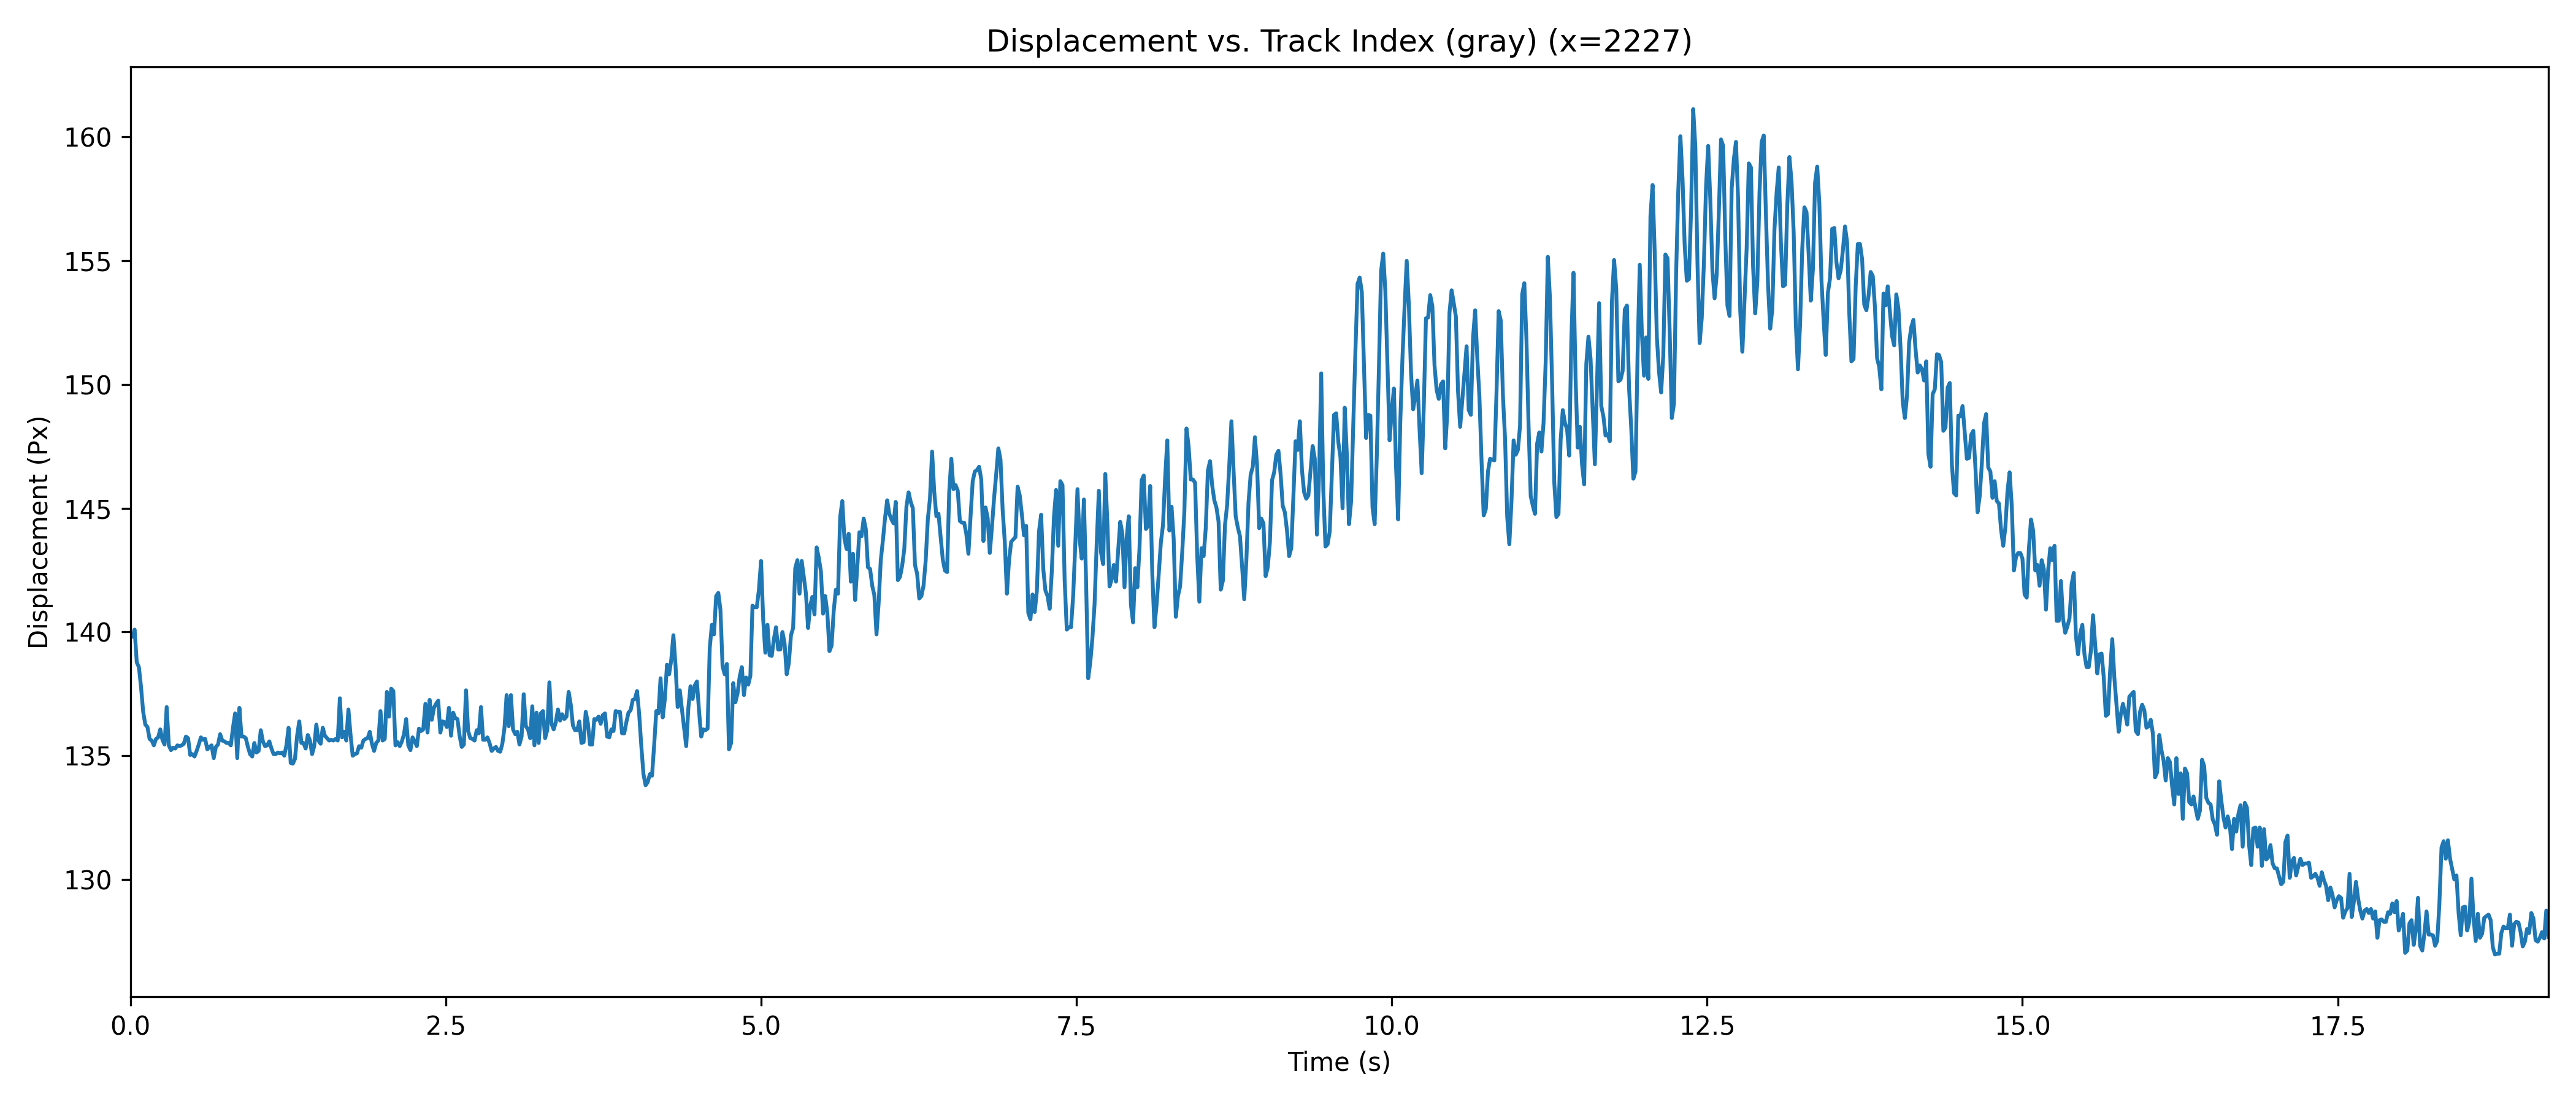 Displacement vs. Track Index (gray) (x=2227)
160
155
150
145
140
135
130
Displacement (Px)
0.0 2.5 5.0 7.5 10.0 12.5 15.0 17.5
Time (s)